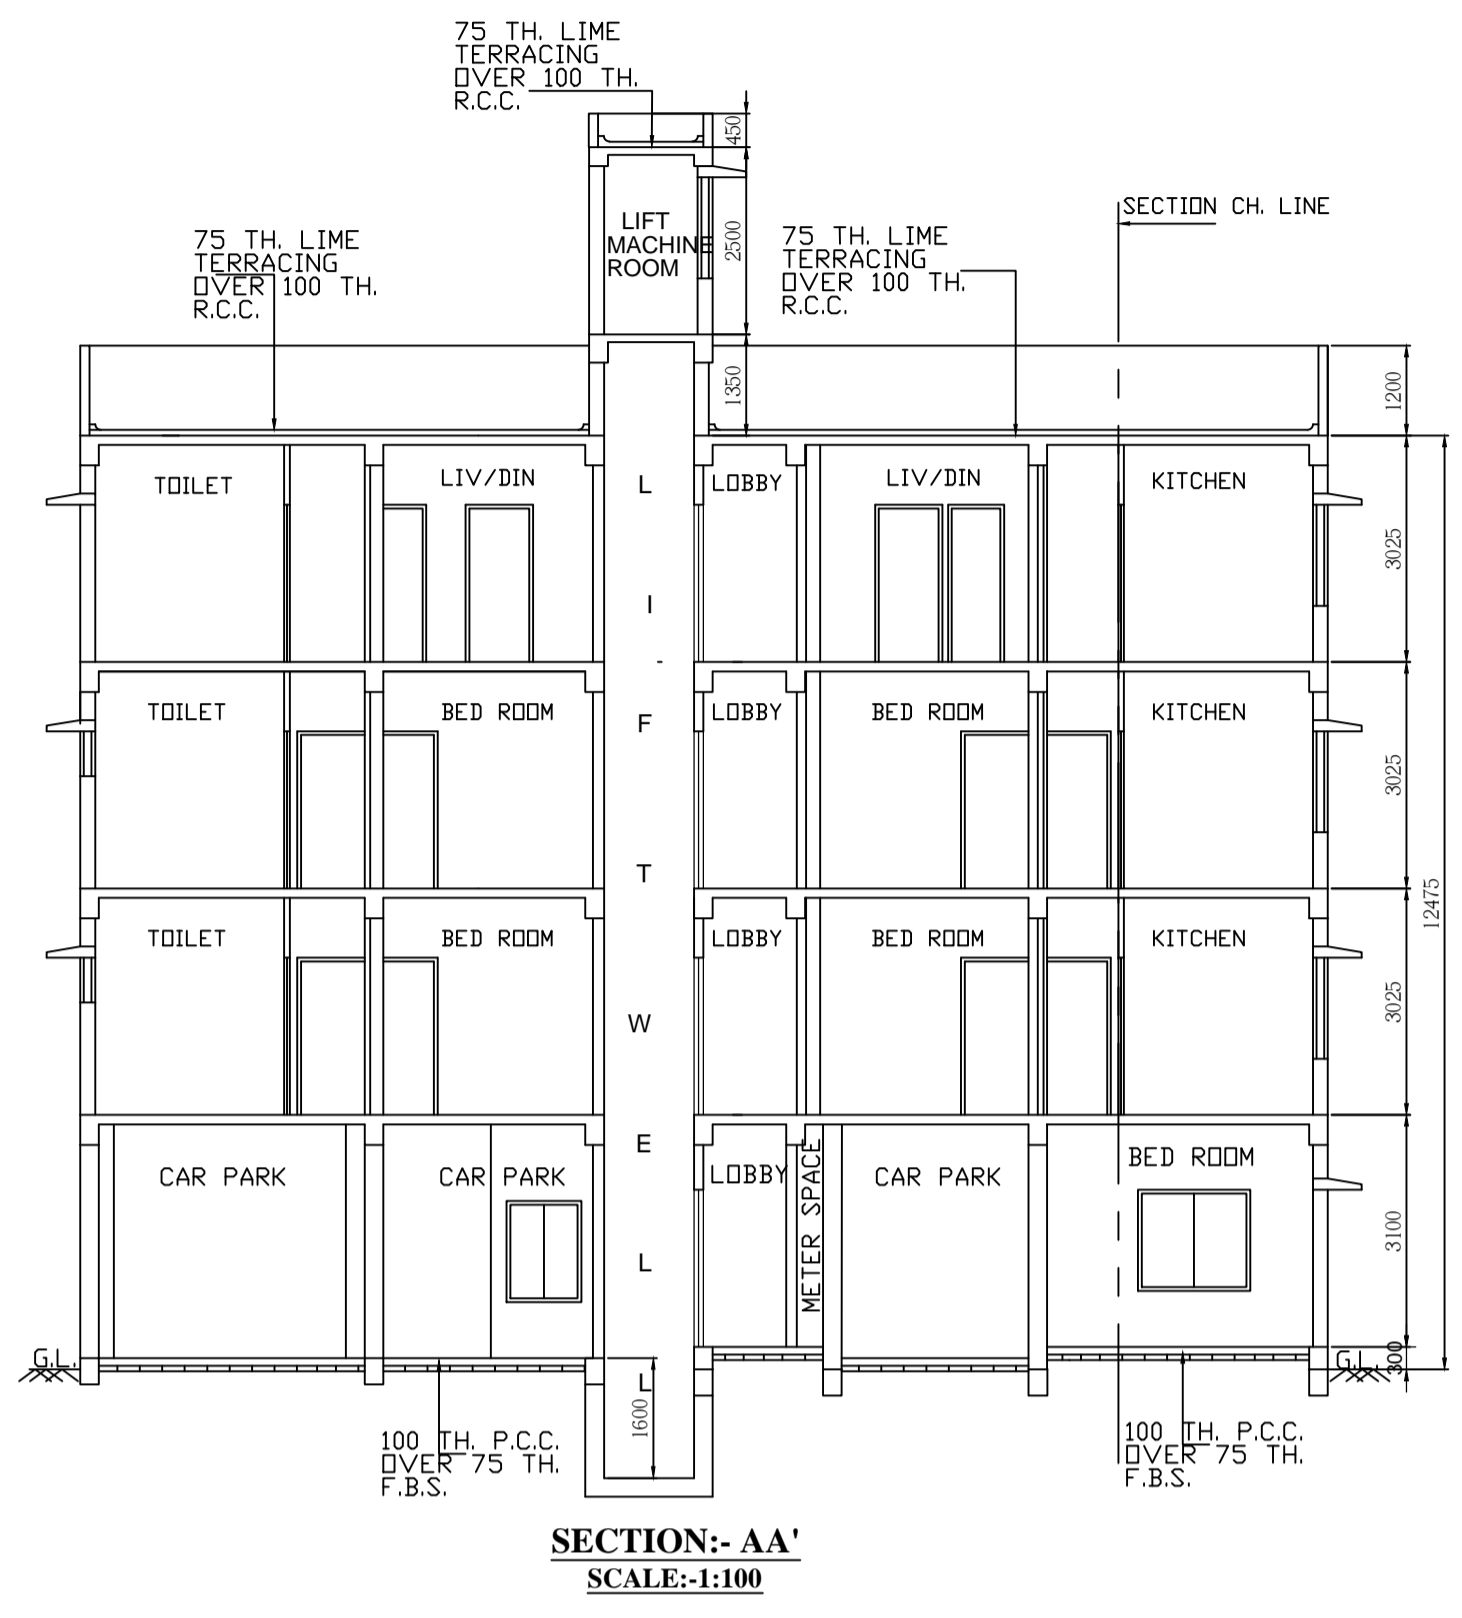 75 TH. LIME
TERRACING
OVER 100 TH.
R.C.C.
450
LIFT
MACHINE
ROOM
2500
SECTION CH. LINE
75 TH. LIME
TERRACING
OVER 100 TH.
R.C.C.
75 TH. LIME
TERRACING
OVER 100 TH.
R.C.C.
1350
1200
TOILET
LIV/DIN
L
LOBBY
LIV/DIN
KITCHEN
3025
I
TOILET
BED ROOM
F
LOBBY
BED ROOM
KITCHEN
3025
T
12475
TOILET
BED ROOM
LOBBY
BED ROOM
KITCHEN
3025
W
E
CAR PARK
CAR PARK
LOBBY
METER SPACE
CAR PARK
BED ROOM
3100
L
G.L.
300
G.L.
L
1600
100 TH. P.C.C.
OVER 75 TH.
F.B.S.
100 TH. P.C.C.
OVER 75 TH.
F.B.S.
SECTION:- AA'
SCALE:-1:100